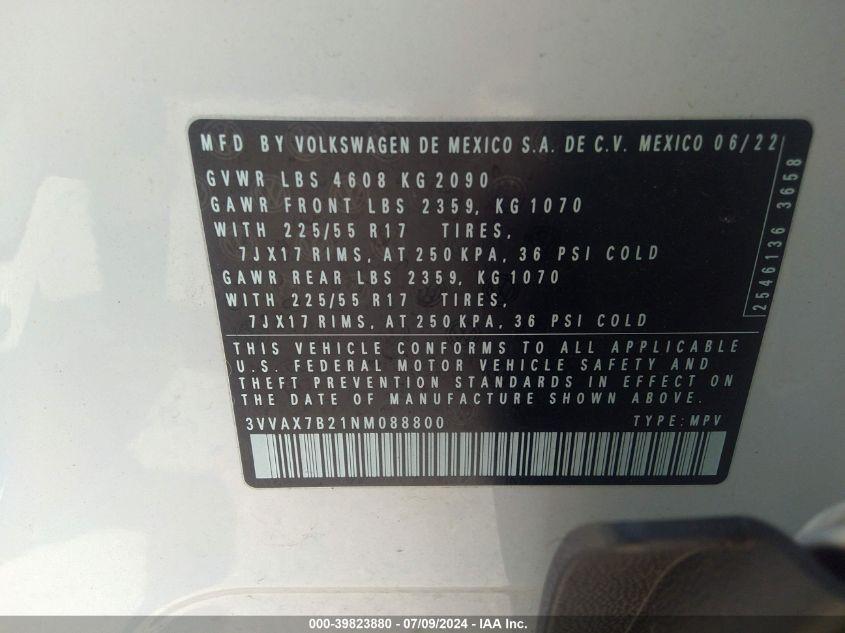 MFD BY VOLKSWAGEN DE MEXICO S.A. DE C.V. MEXICO 06/22
GVWR LBS 4608 KG 2090
GAWR FRONT LBS 2359, KG 1070
WITH 225/55 R17 TIRES,
7JX17 RIMS, AT 250 KPA, 36 PSI COLD
GAWR REAR LBS 2359, KG 1070
WITH 225/55 R17 TIRES,
7JX17 RIMS, AT 250 KPA, 36 PSI COLD
2546136 3658
THIS VEHICLE CONFORMS TO ALL APPLICABLE
U.S. FEDERAL MOTOR VEHICLE SAFETY AND
THEFT PREVENTION STANDARDS IN EFFECT ON
THE DATE OF MANUFACTURE SHOWN ABOVE.
3VVAX7B21NM088800 TYPE: MPV
000-39823880 - 07/09/2024 - IAA Inc.